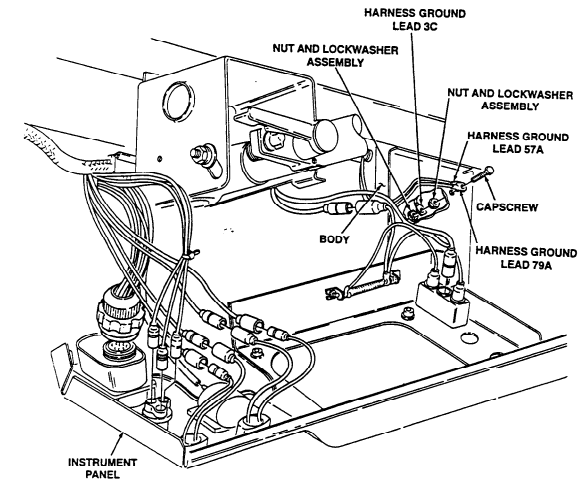 HARNESS GROUND
LEAD 3C
NUT AND LOCKWASHER
ASSEMBLY
NUT AND LOCKWASHER
ASSEMBLY
HARNESS GROUND
LEAD 57A
CAPSCREW
BODY
HARNESS GROUND
LEAD 79A
INSTRUMENT
PANEL